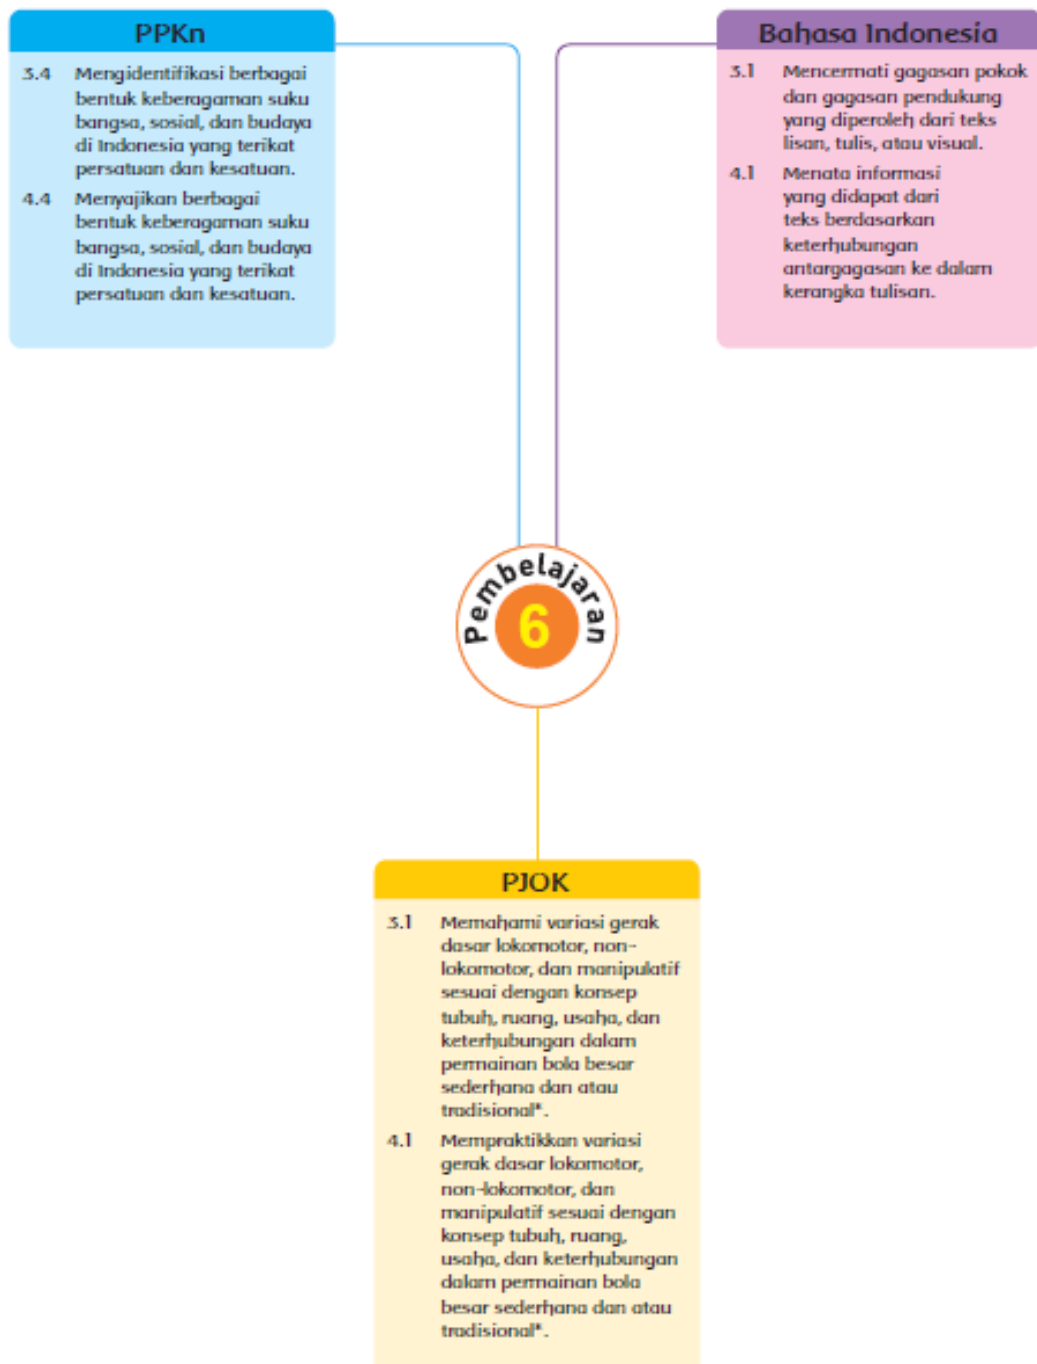 PPKn
3.4 Mengidentifikasi berbagai
bentuk keberagaman suku
bangsa, sosial, dan budaya
di Indonesia yang terikat
persatuan dan kesatuan.
4.4 Menyajikan berbagai
bentuk keberagaman suku
bangsa, sosial, dan budaya
di Indonesia yang terikat
persatuan dan kesatuan.
Bahasa Indonesia
3.1 Mencermati gagasan pokok
dan gagasan pendukung
yang diperoleh dari teks
lisan, tulis, atau visual.
4.1 Menata informasi
yang didapat dari
teks berdasarkan
keterhubungan
antargagasan ke dalam
kerangka tulisan.
Pembelajaran
6
PJOK
3.1 Memahami variasi gerak
dasar lokomotor, non-
lokomotor, dan manipulatif
sesuai dengan konsep
tubuh, ruang, usaha, dan
keterhubungan dalam
permainan bola besar
sederhana dan atau
tradisional*.
4.1 Mempraktikkan variasi
gerak dasar lokomotor,
non-lokomotor, dan
manipulatif sesuai dengan
konsep tubuh, ruang,
usaha, dan keterhubungan
dalam permainan bola
besar sederhana dan atau
tradisional*.